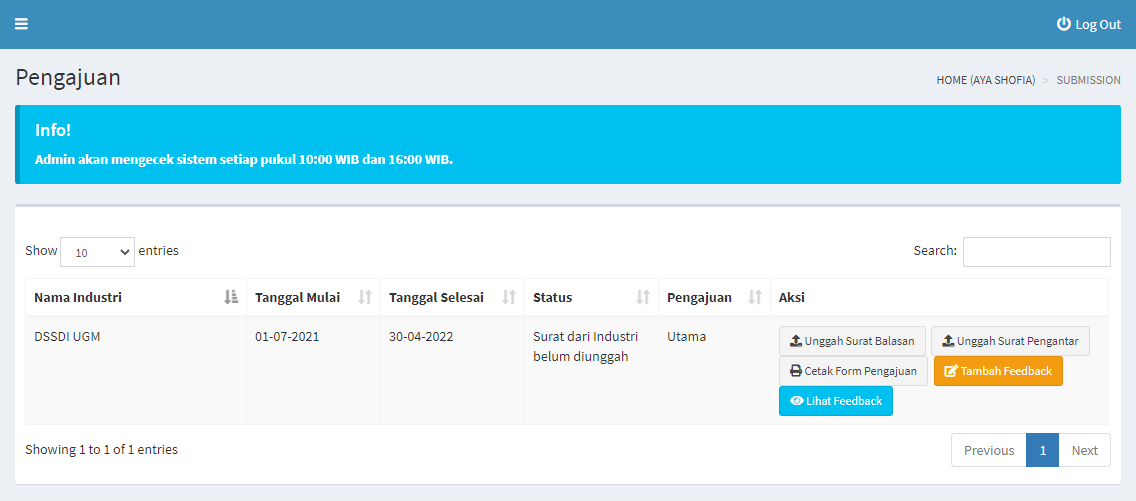 Log Out
Pengajuan
HOME (AYA SHOFIA) > SUBMISSION
Info!
Admin akan mengecek sistem setiap pukul 10:00 WIB dan 16:00 WIB.
Show 10 entries
Search:
Nama Industri Tanggal Mulai Tanggal Selesai Status Pengajuan Aksi
DSSDI UGM 01-07-2021 30-04-2022 Surat dari Industri Utama
belum diunggah
Unggah Surat Balasan Unggah Surat Pengantar
Cetak Form Pengajuan Tambah Feedback
Lihat Feedback
Showing 1 to 1 of 1 entries
Previous 1 Next